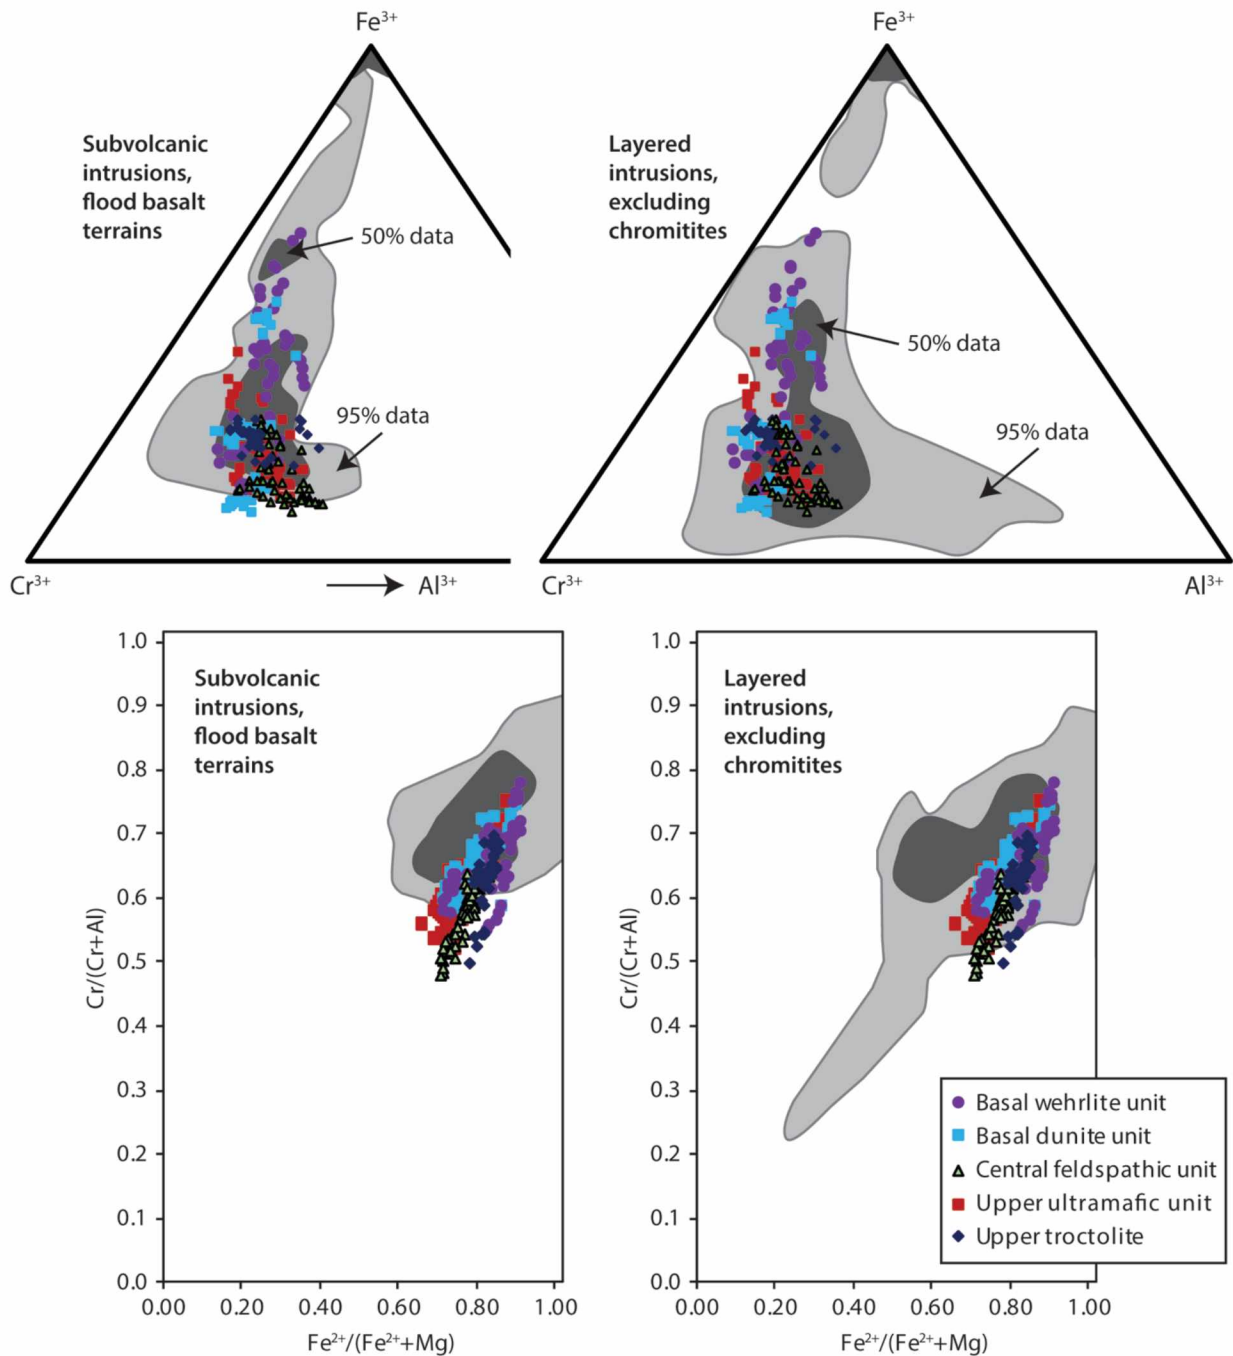 Fe³⁺
Subvolcanic
intrusions,
flood basalt
terrains
50% data
95% data
Cr³⁺
Al³⁺
Fe³⁺
Layered
intrusions,
excluding
chromitites
50% data
95% data
Cr³⁺
Al³⁺
Cr/(Cr+Al)
1.0
0.9
0.8
0.7
0.6
0.5
0.4
0.3
0.2
0.1
0.0
Subvolcanic
intrusions,
flood basalt
terrains
0.00 0.20 0.40 0.60 0.80 1.00
Fe²⁺/(Fe²⁺+Mg)
Cr/(Cr+Al)
1.0
0.9
0.8
0.7
0.6
0.5
0.4
0.3
0.2
0.1
0.0
Layered
intrusions,
excluding
chromitites
0.00 0.20 0.40 0.60 0.80 1.00
Fe²⁺/(Fe²⁺+Mg)
Basal wehrlite unit
Basal dunite unit
Central feldspathic unit
Upper ultramafic unit
Upper troctolite